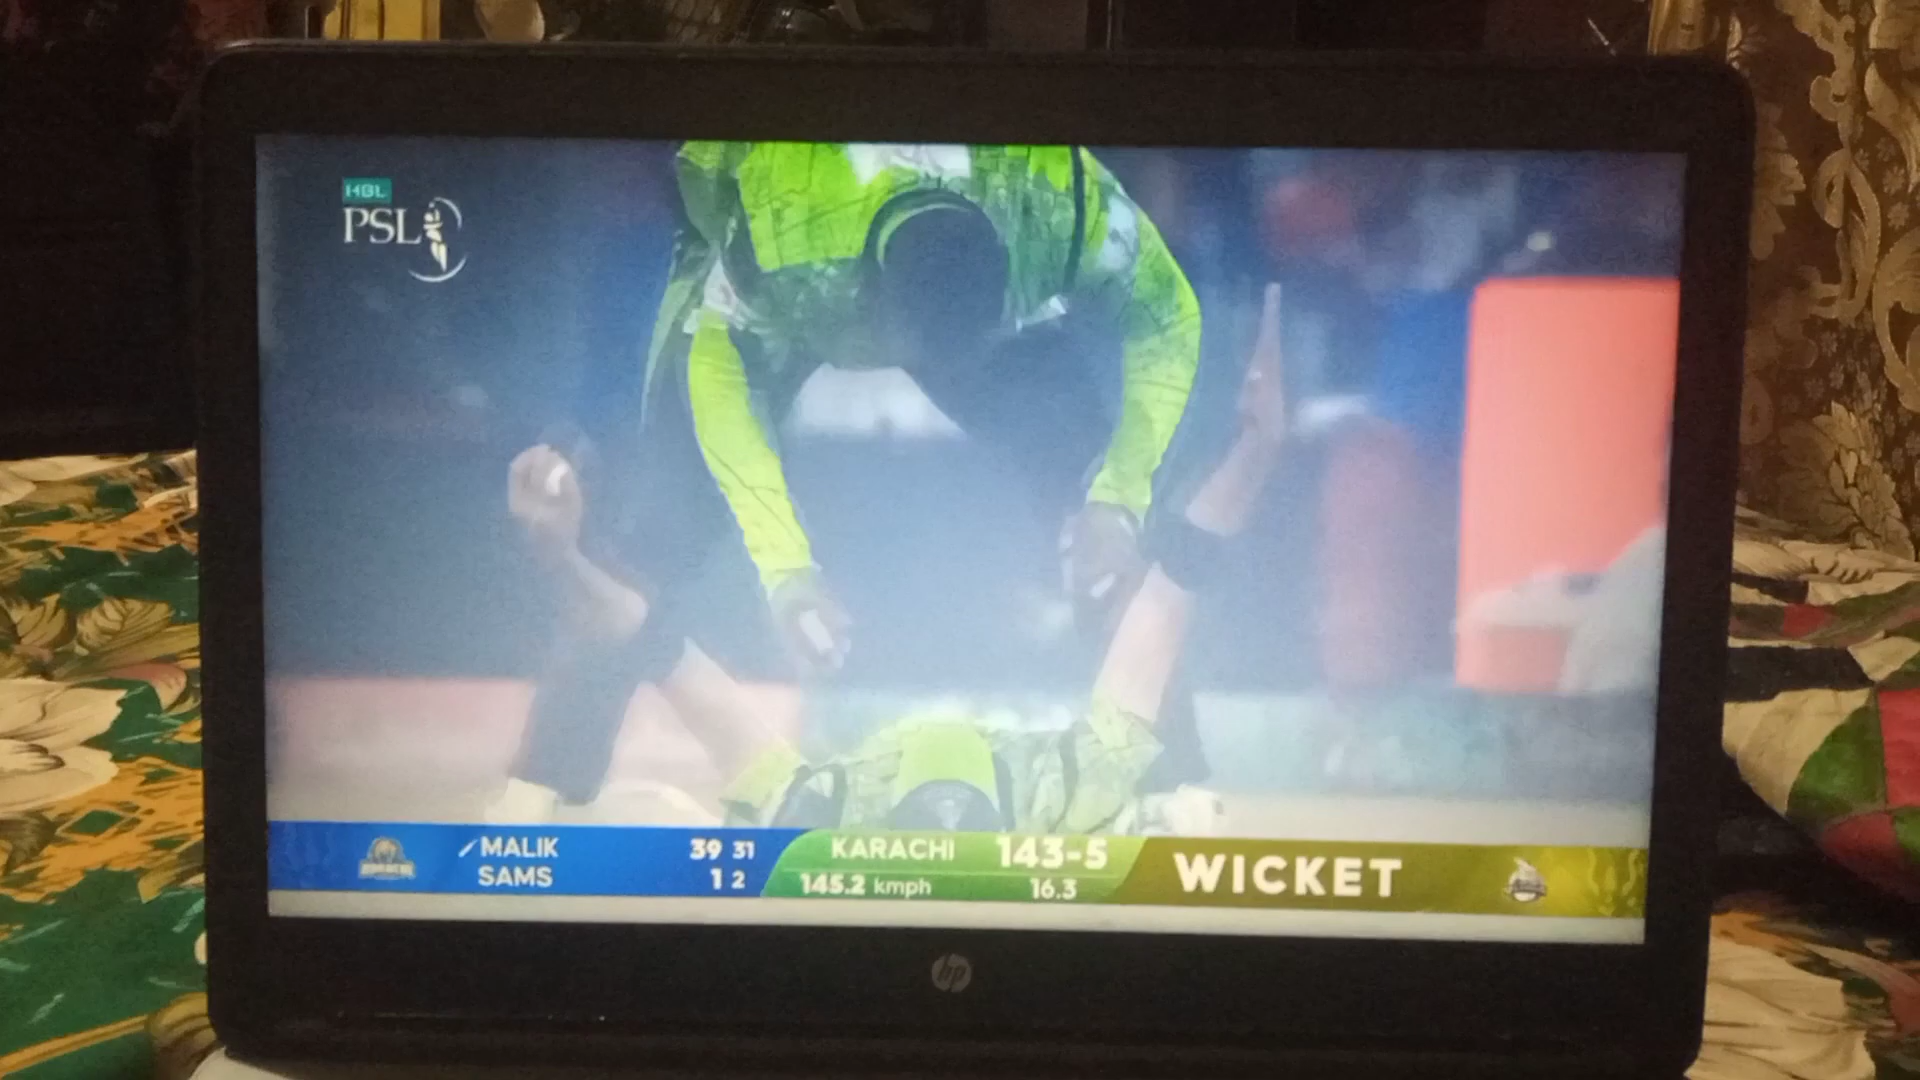 HBL
PSL
MALIK 39 31
SAMS 1 2
KARACHI 143-5
145.2 kmph 16.3
WICKET
hp